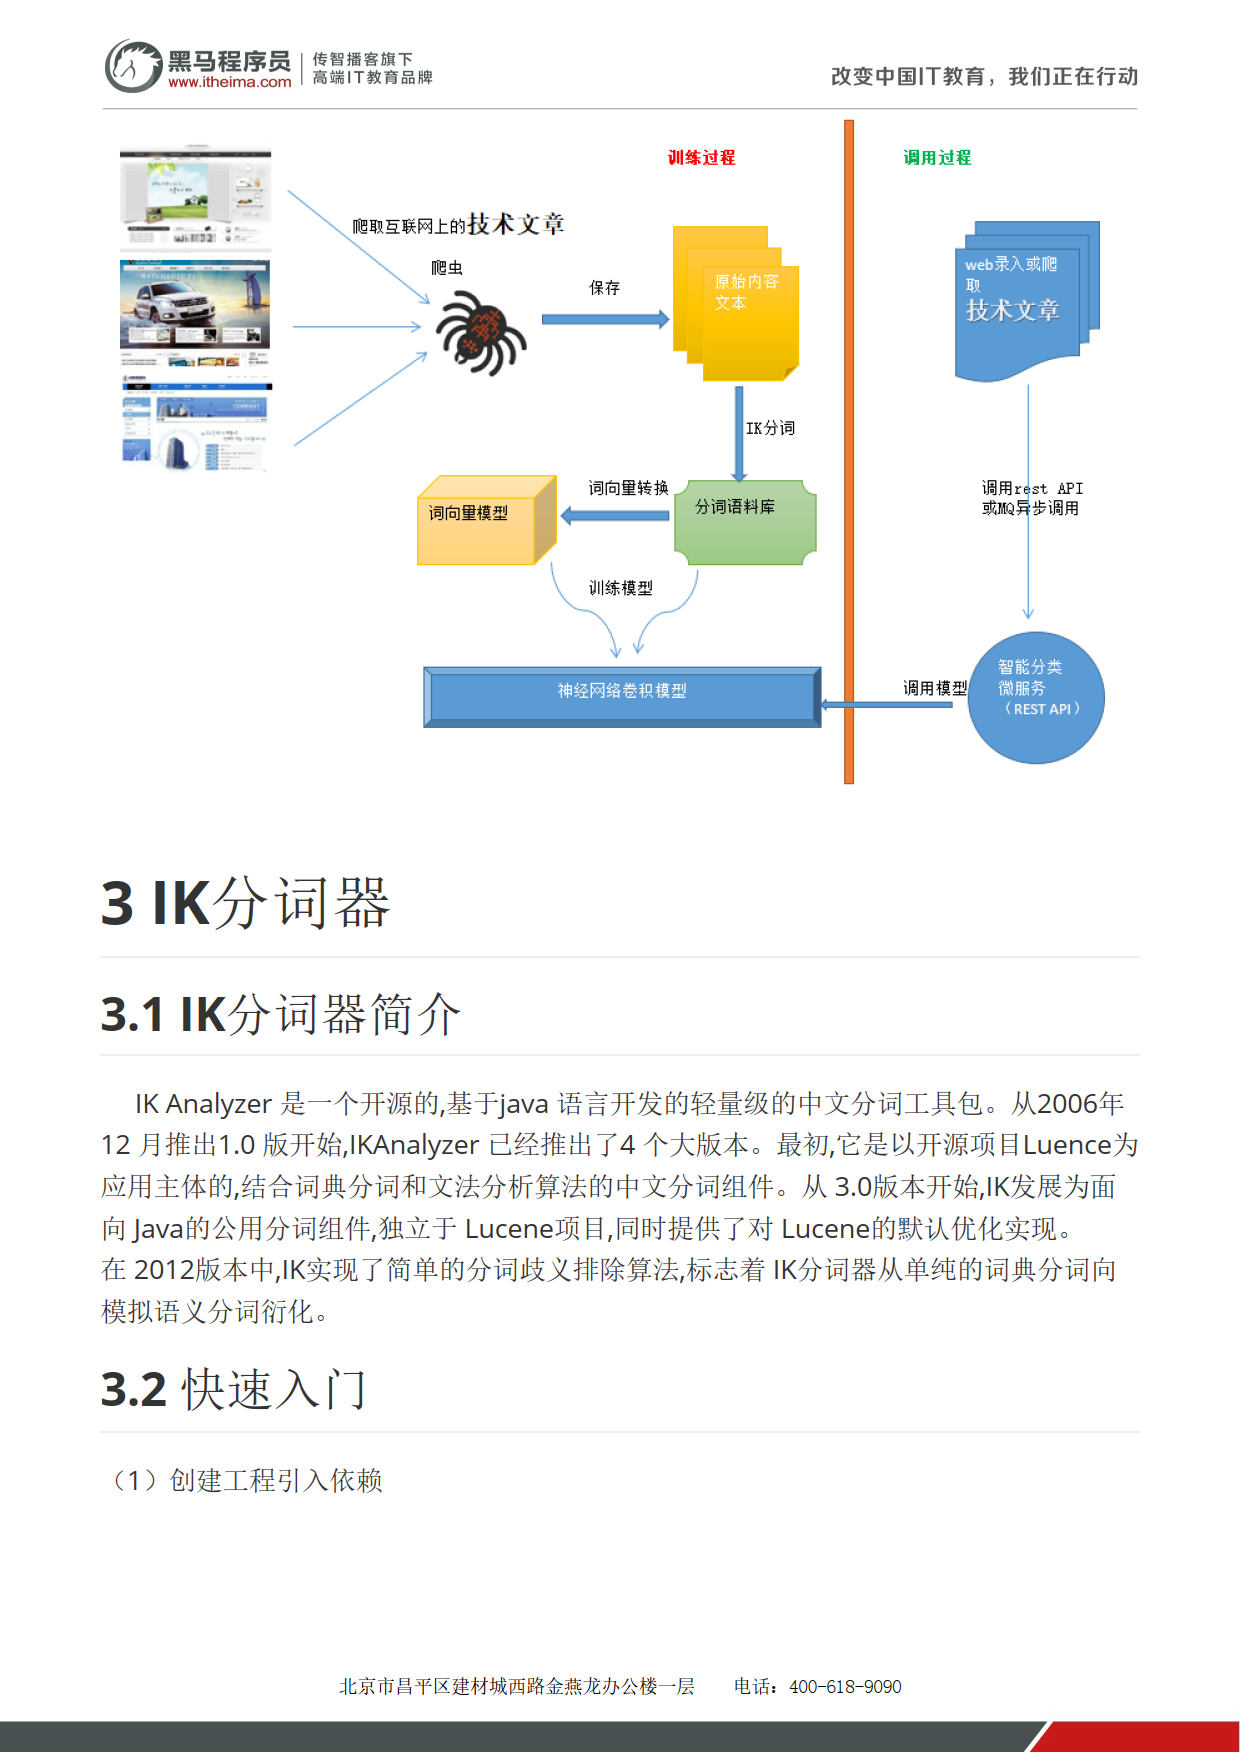 黑马程序员
www.itheima.com
传智播客旗下
高端IT教育品牌
改变中国IT教育，我们正在行动
训练过程
调用过程
爬取互联网上的技术文章
爬虫
保存
原始内容
文本
web录入或爬
取
技术文章
IK分词
词向量转换
词向量模型
分词语料库
调用rest API
或MQ异步调用
训练模型
神经网络卷积模型
调用模型
智能分类
微服务
（REST API）
3 IK分词器
3.1 IK分词器简介
IK Analyzer 是一个开源的,基于java 语言开发的轻量级的中文分词工具包。从2006年
12 月推出1.0 版开始,IKAnalyzer 已经推出了4 个大版本。最初,它是以开源项目Luence为
应用主体的,结合词典分词和文法分析算法的中文分词组件。从 3.0版本开始,IK发展为面
向 Java的公用分词组件,独立于 Lucene项目,同时提供了对 Lucene的默认优化实现。
在 2012版本中,IK实现了简单的分词歧义排除算法,标志着 IK分词器从单纯的词典分词向
模拟语义分词衍化。
3.2 快速入门
（1）创建工程引入依赖
北京市昌平区建材城西路金燕龙办公楼一层 电话：400-618-9090